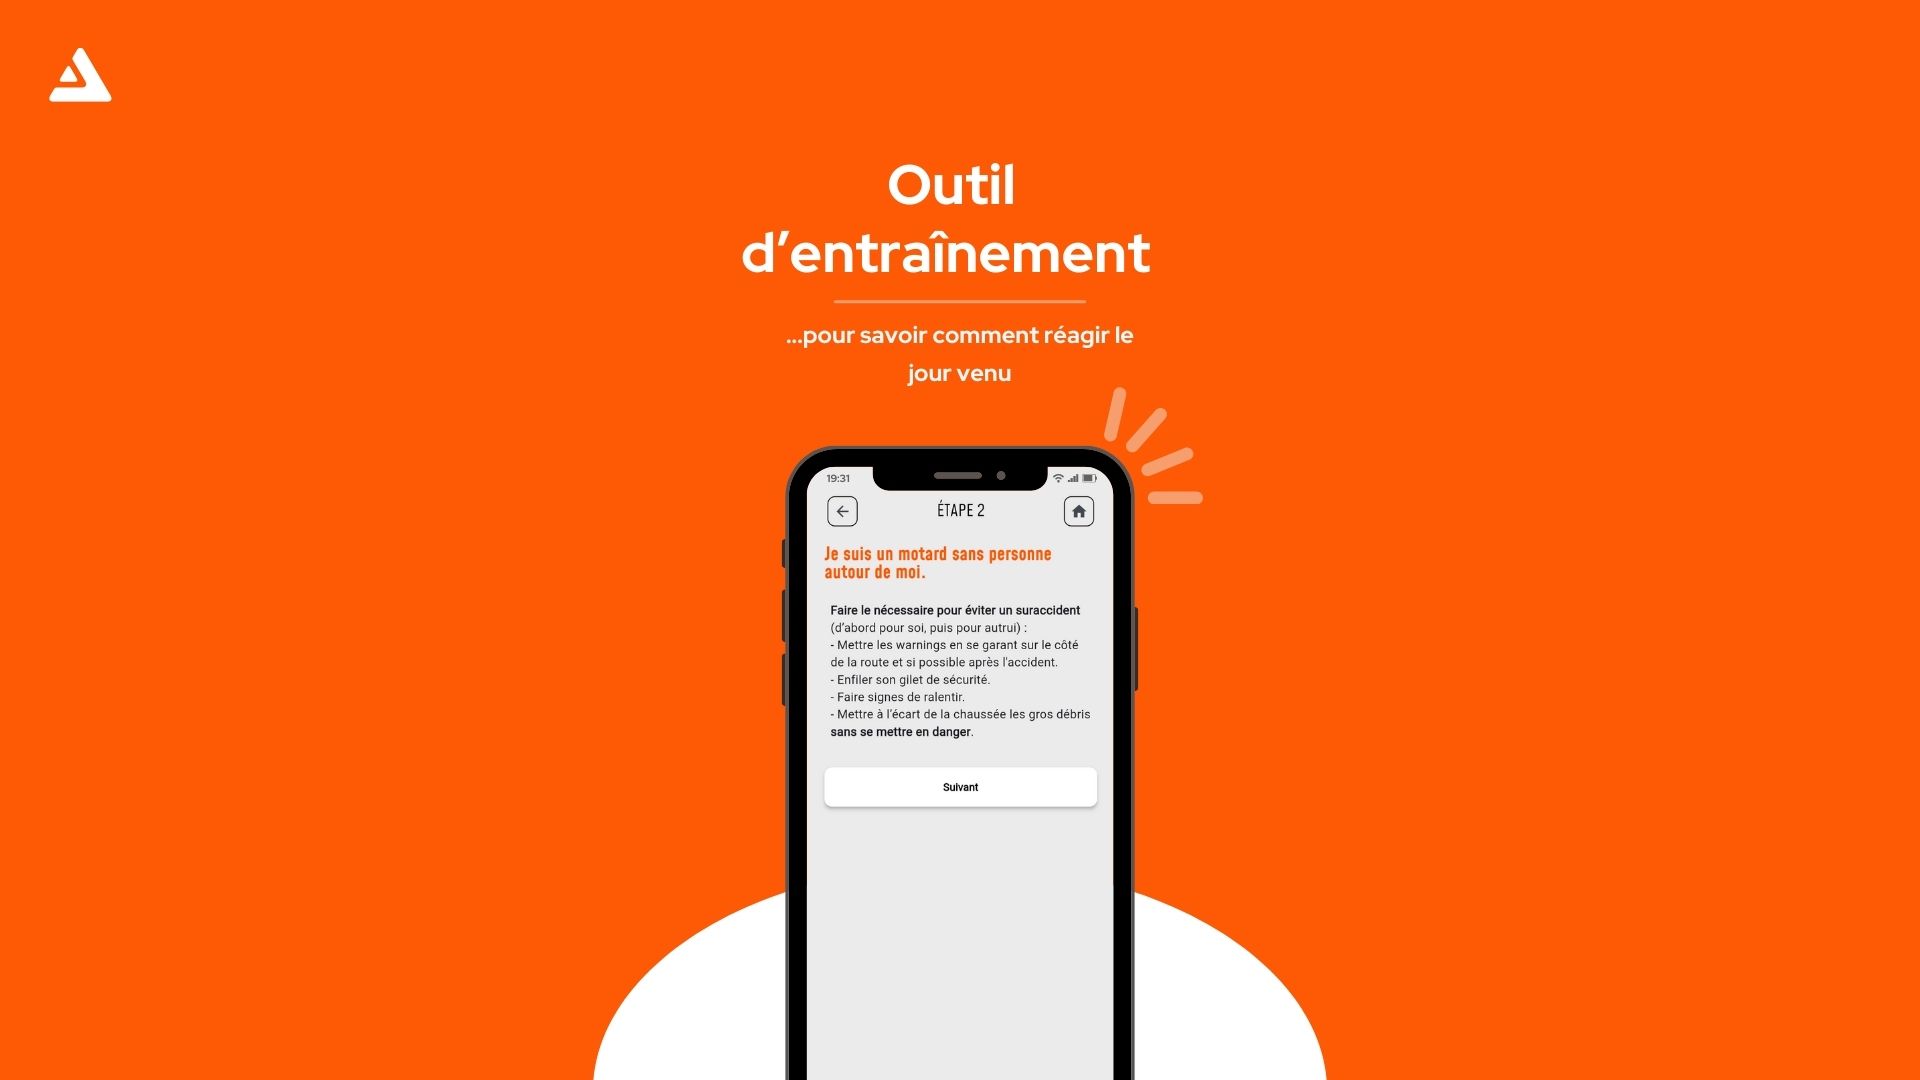 Outil
d’entraînement
...pour savoir comment réagir le
jour venu
19:31
ÉTAPE 2
Je suis un motard sans personne
autour de moi.
Faire le nécessaire pour éviter un suraccident
(d’abord pour soi, puis pour autrui) :
- Mettre les warnings en se garant sur le côté
de la route et si possible après l'accident.
- Enfiler son gilet de sécurité.
- Faire signes de ralentir.
- Mettre à l'écart de la chaussée les gros débris
sans se mettre en danger.
Suivant